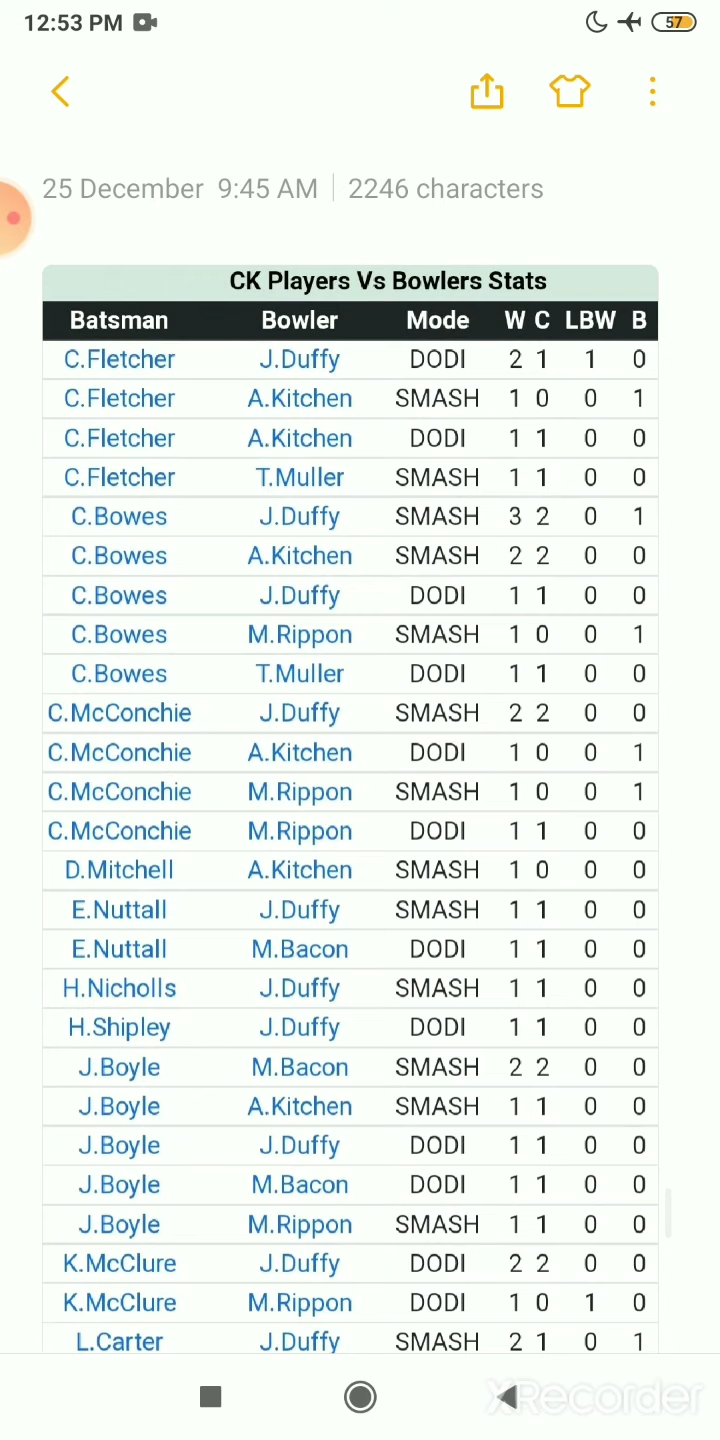 12:53 PM 57
25 December 9:45 AM 2246 characters
CK Players Vs Bowlers Stats
Batsman Bowler Mode W C LBW B
C.Fletcher J.Duffy DODI 2 1 1 0
C.Fletcher A.Kitchen SMASH 1 0 0 1
C.Fletcher A.Kitchen DODI 1 1 0 0
C.Fletcher T.Muller SMASH 1 1 0 0
C.Bowes J.Duffy SMASH 3 2 0 1
C.Bowes A.Kitchen SMASH 2 2 0 0
C.Bowes J.Duffy DODI 1 1 0 0
C.Bowes M.Rippon SMASH 1 0 0 1
C.Bowes T.Muller DODI 1 1 0 0
C.McConchie J.Duffy SMASH 2 2 0 0
C.McConchie A.Kitchen DODI 1 0 0 1
C.McConchie M.Rippon SMASH 1 0 0 1
C.McConchie M.Rippon DODI 1 1 0 0
D.Mitchell A.Kitchen SMASH 1 0 0 0
E.Nuttall J.Duffy SMASH 1 1 0 0
E.Nuttall M.Bacon DODI 1 1 0 0
H.Nicholls J.Duffy SMASH 1 1 0 0
H.Shipley J.Duffy DODI 1 1 0 0
J.Boyle M.Bacon SMASH 2 2 0 0
J.Boyle A.Kitchen SMASH 1 1 0 0
J.Boyle J.Duffy DODI 1 1 0 0
J.Boyle M.Bacon DODI 1 1 0 0
J.Boyle M.Rippon SMASH 1 1 0 0
K.McClure J.Duffy DODI 2 2 0 0
K.McClure M.Rippon DODI 1 0 1 0
L.Carter J.Duffy SMASH 2 1 0 1
XRecorder